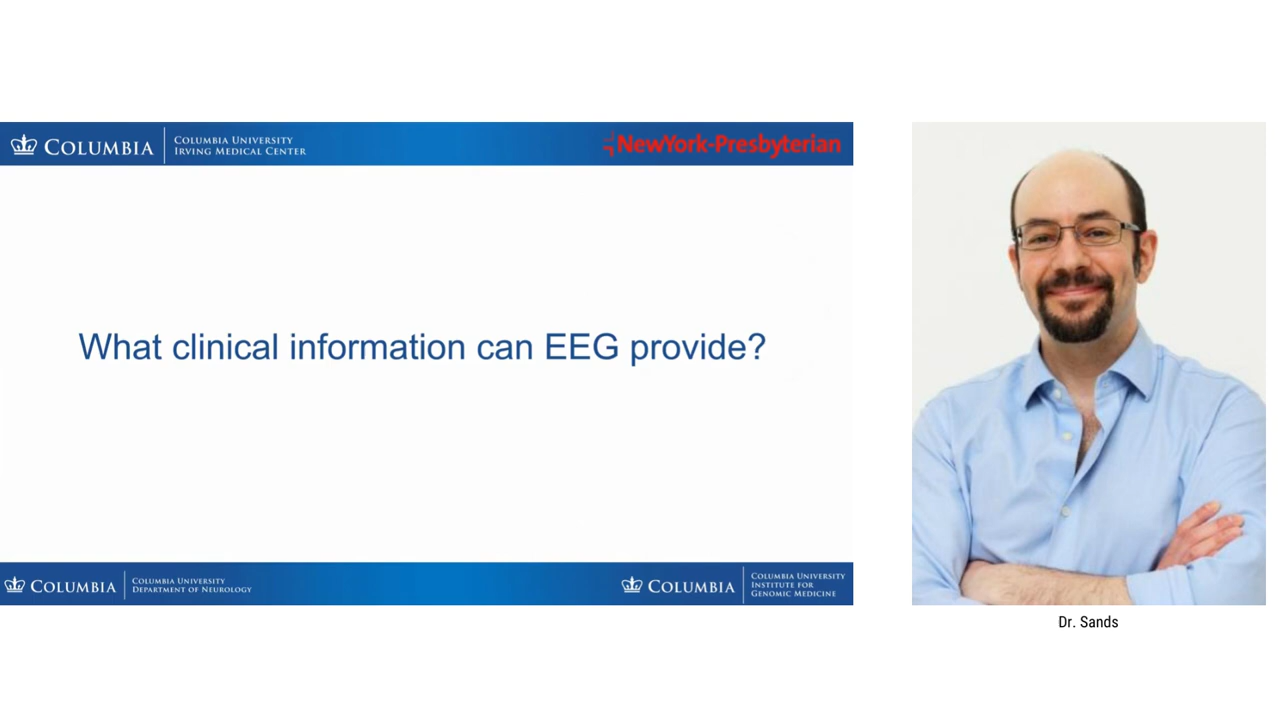 COLUMBIA
COLUMBIA UNIVERSITY
IRVING MEDICAL CENTER
NewYork-Presbyterian
What clinical information can EEG provide?
COLUMBIA
COLUMBIA UNIVERSITY
DEPARTMENT OF NEUROLOGY
COLUMBIA
COLUMBIA UNIVERSITY
INSTITUTE FOR
GENOMIC MEDICINE
Dr. Sands